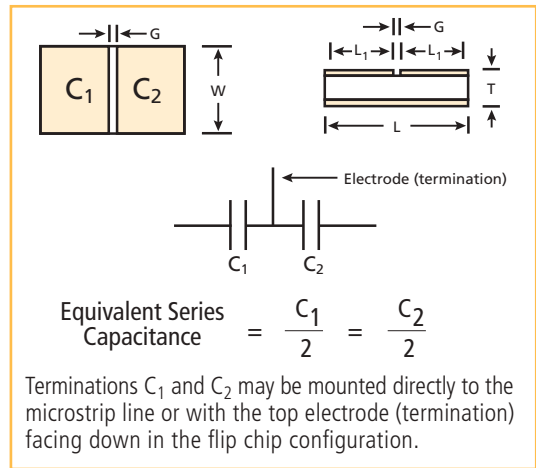 G
C₁ C₂
W
G
L₁ L₁
T
L
Electrode (termination)
C₁ C₂
Equivalent Series
Capacitance = C₁ / 2 = C₂ / 2
Terminations C₁ and C₂ may be mounted directly to the
microstrip line or with the top electrode (termination)
facing down in the flip chip configuration.